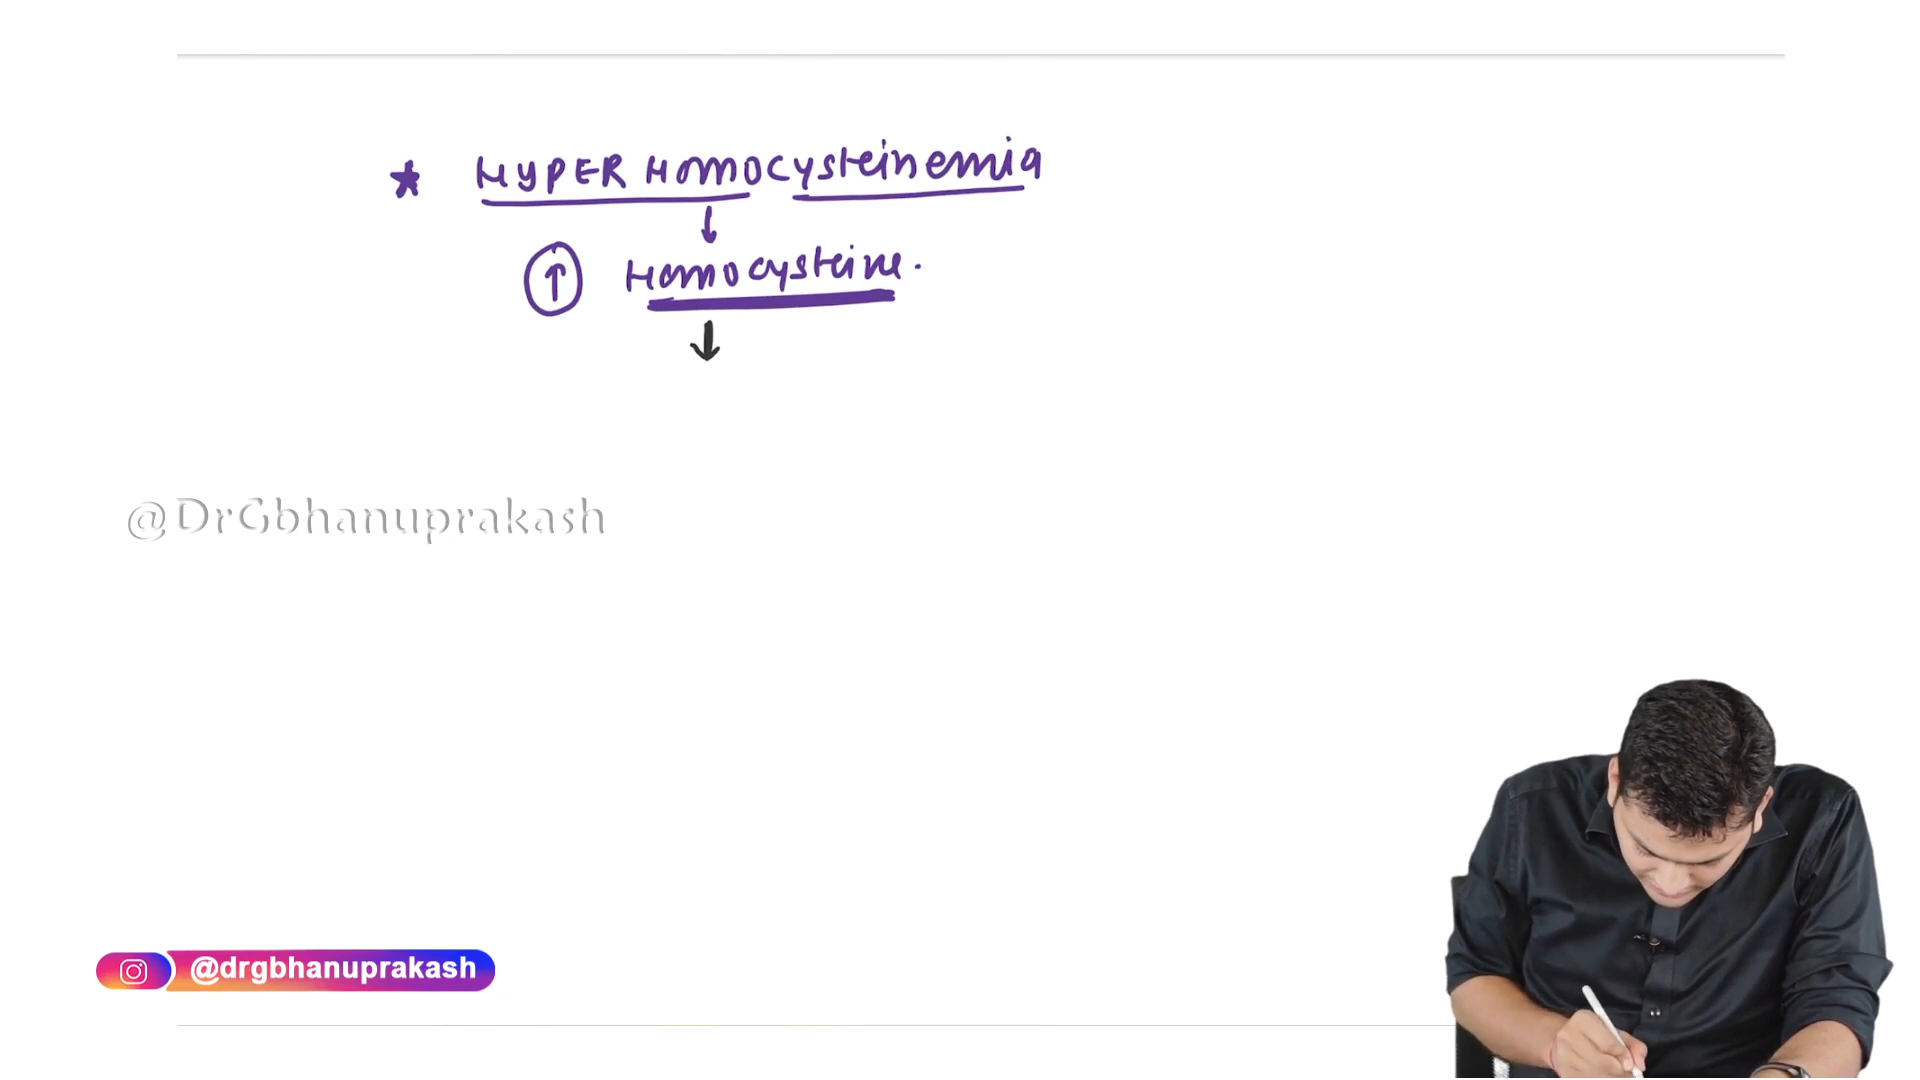 ★ HYPER HomocysteinemiA
↓
↑ Homocysteine.
↓
@DrGbhanuprakash
@drgbhanuprakash